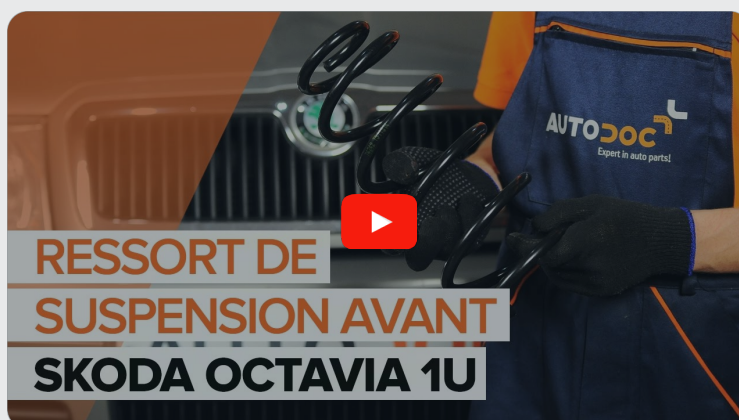 AUTODOC
Expert in auto parts!
RESSORT DE
SUSPENSION AVANT
SKODA OCTAVIA 1U